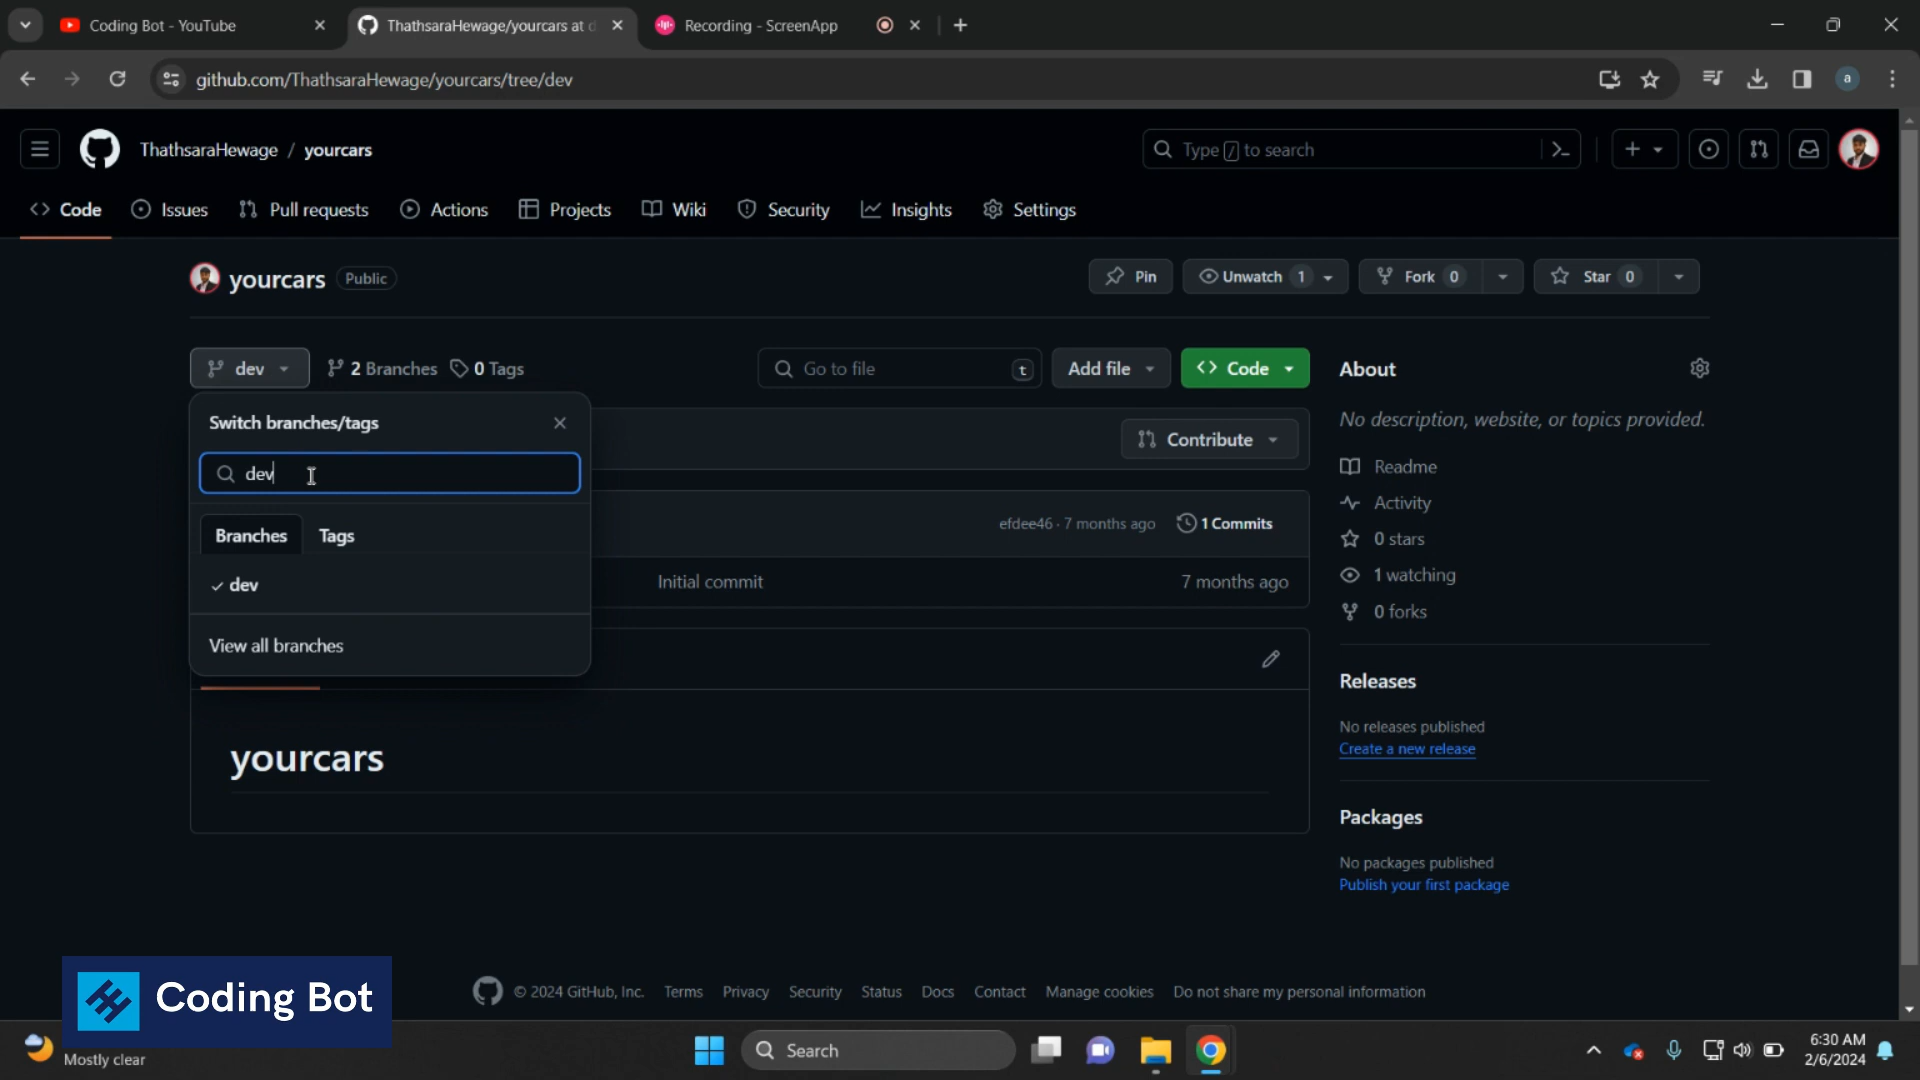 Coding Bot - YouTube
ThathsaraHewage/yourcars at d
Recording - ScreenApp
github.com/ThathsaraHewage/yourcars/tree/dev
a
ThathsaraHewage / yourcars
Type / to search
Code
Issues
Pull requests
Actions
Projects
Wiki
Security
Insights
Settings
yourcars Public
Pin
Unwatch 1
Fork 0
Star 0
dev
2 Branches
0 Tags
Go to file t
Add file
Code
About
Switch branches/tags
No description, website, or topics provided.
Contribute
dev
Readme
Activity
efdee46 · 7 months ago
1 Commits
Branches
Tags
0 stars
1 watching
dev
Initial commit
7 months ago
0 forks
View all branches
Releases
No releases published
Create a new release
yourcars
Packages
No packages published
Publish your first package
Coding Bot
© 2024 GitHub, Inc.
Terms
Privacy
Security
Status
Docs
Contact
Manage cookies
Do not share my personal information
Mostly clear
Search
6:30 AM
2/6/2024